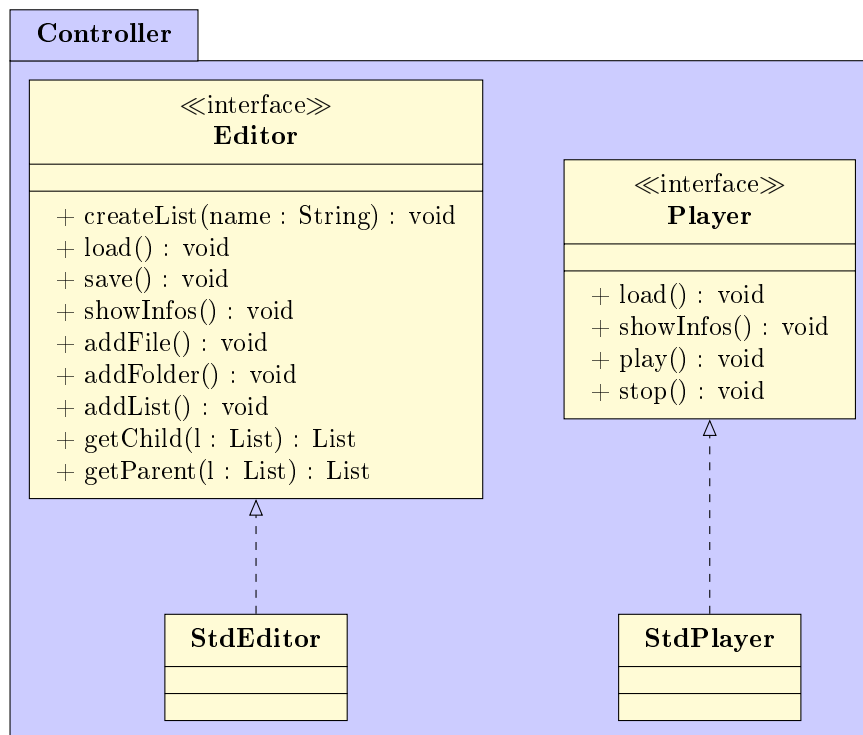 Controller
≪interface≫
Editor
+ createList(name : String) : void
+ load() : void
+ save() : void
+ showInfos() : void
+ addFile() : void
+ addFolder() : void
+ addList() : void
+ getChild(l : List) : List
+ getParent(l : List) : List
≪interface≫
Player
+ load() : void
+ showInfos() : void
+ play() : void
+ stop() : void
StdEditor
StdPlayer